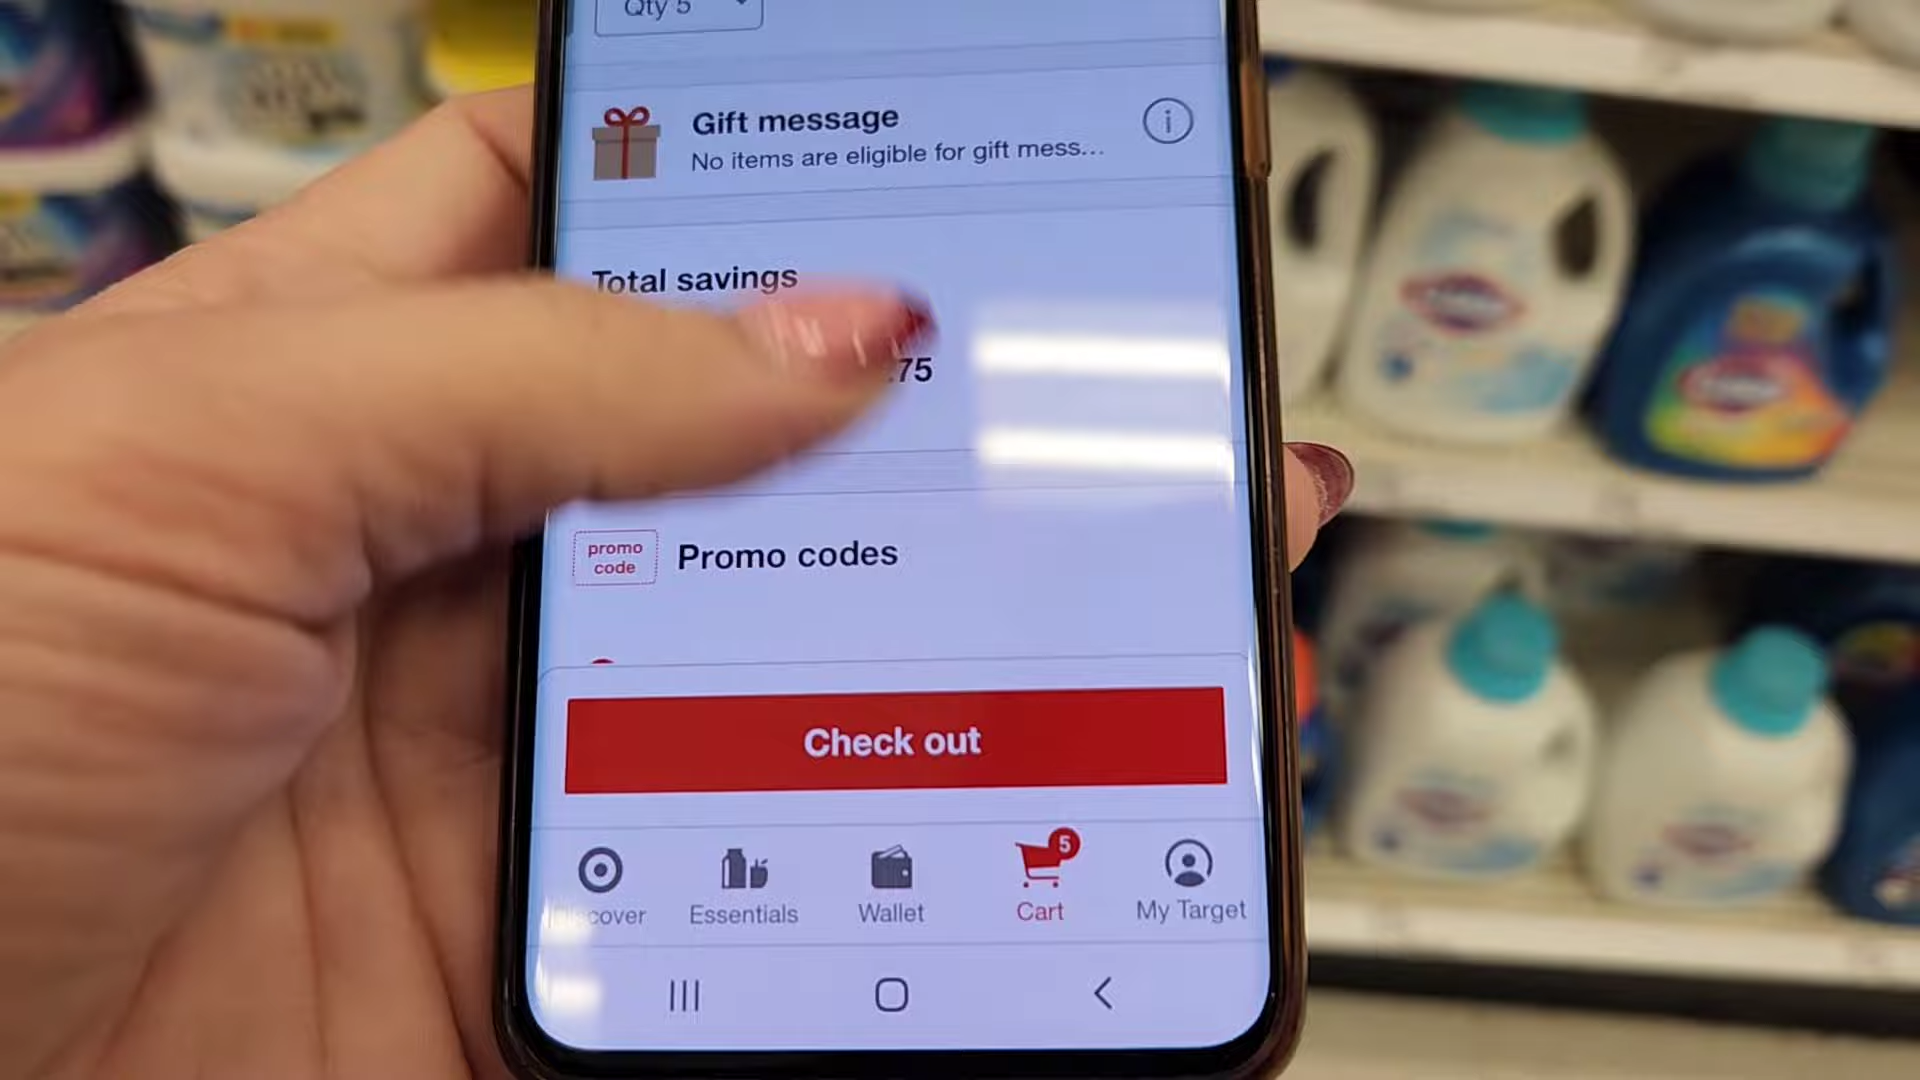 Qty 5
Gift message
No items are eligible for gift mess...
Total savings
.75
promo
code
Promo codes
Check out
5
cover
Essentials
Wallet
Cart
My Target